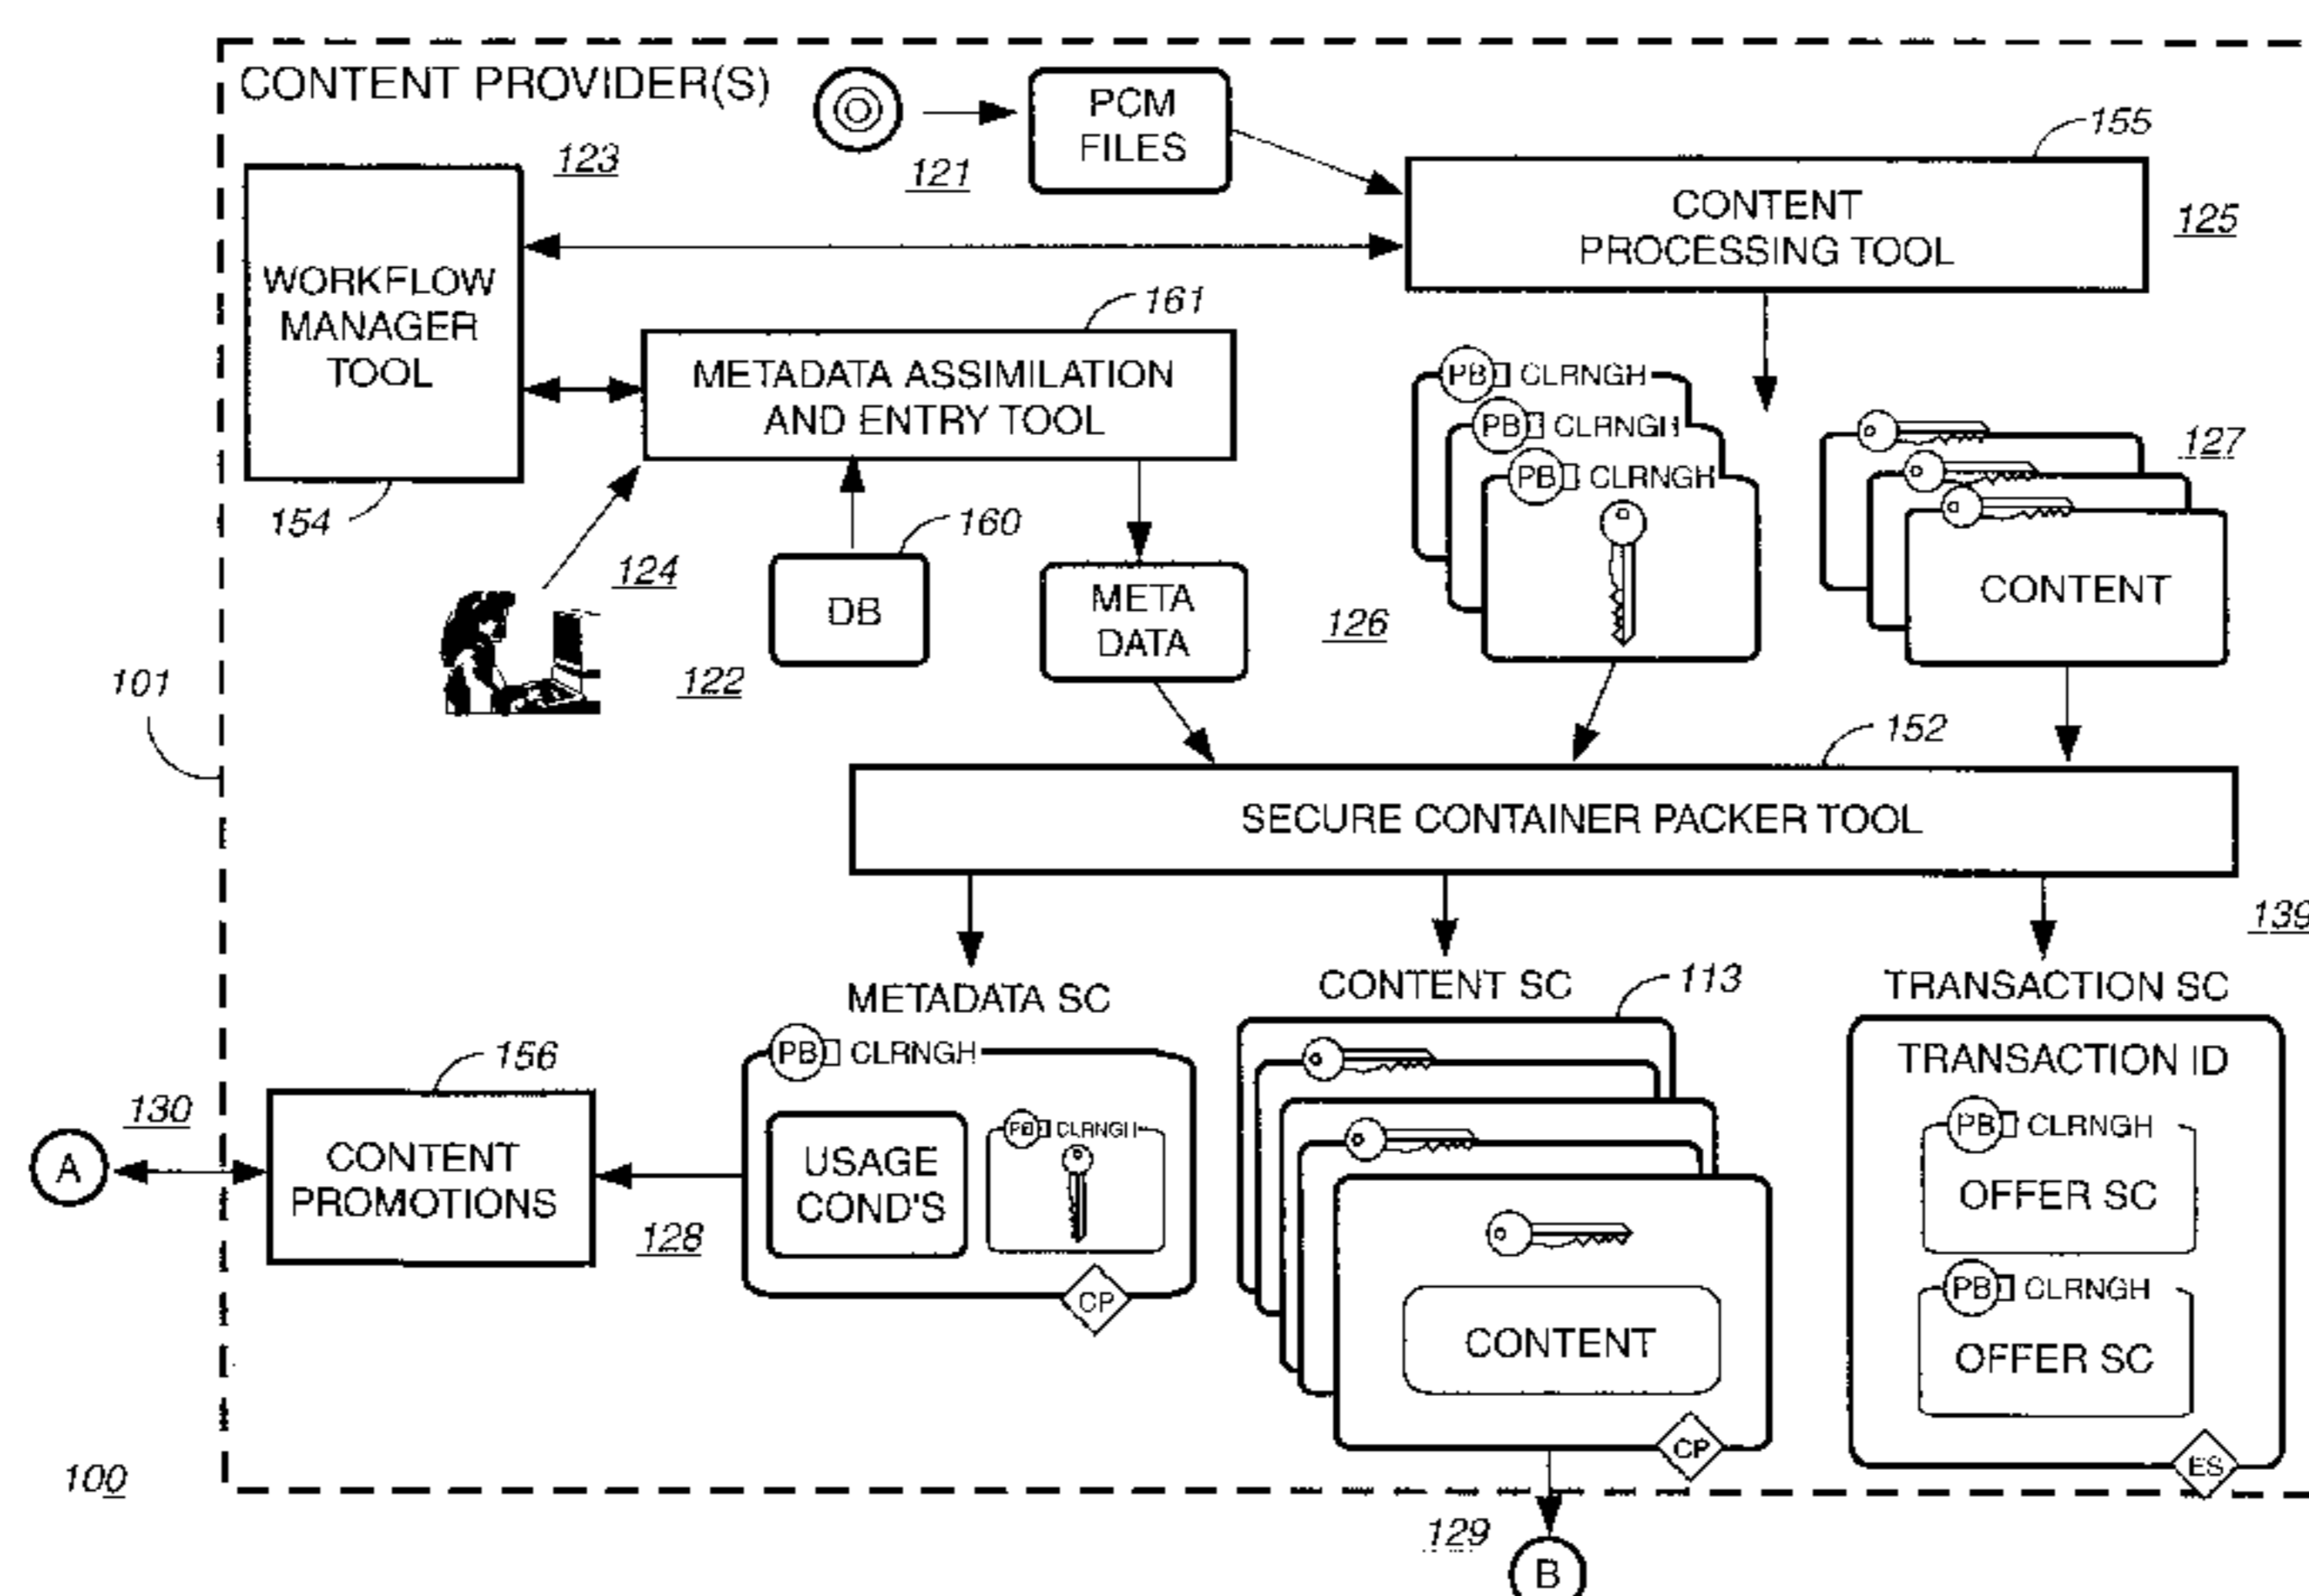 CONTENT PROVIDER(S)
PCM
FILES
121
123
155
CONTENT
PROCESSING TOOL
125
WORKFLOW
MANAGER
TOOL
154
161
METADATA ASSIMILATION
AND ENTRY TOOL
PB CLRNGH
PB CLRNGH
PB CLRNGH
127
CONTENT
124
160
DB
META
DATA
126
122
101
152
SECURE CONTAINER PACKER TOOL
139
METADATA SC
CONTENT SC
113
TRANSACTION SC
PB CLRNGH
USAGE
COND'S
PB CLRNGH
CP
156
CONTENT
PROMOTIONS
130
A
128
CONTENT
CP
TRANSACTION ID
PB CLRNGH
OFFER SC
PB CLRNGH
OFFER SC
ES
100
129
B